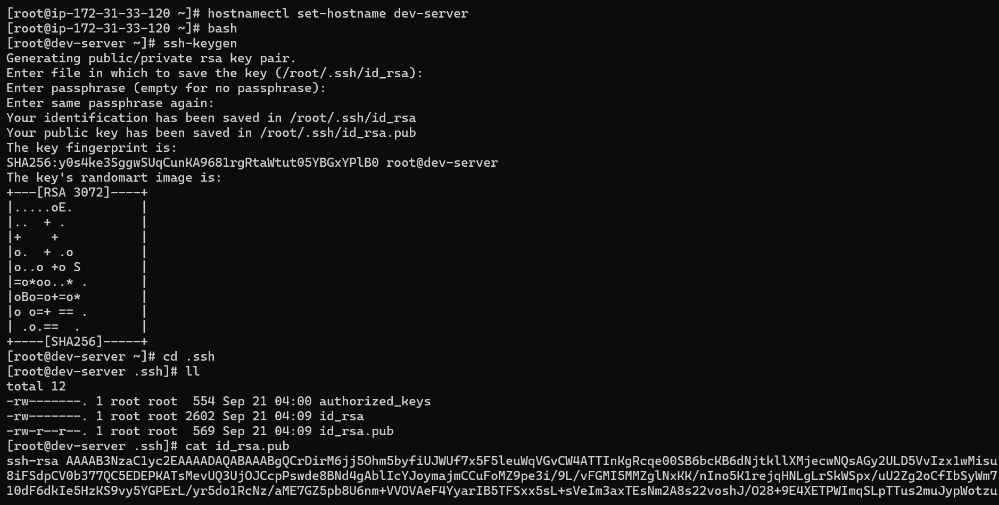 [root@ip-172-31-33-120 ~]# hostnamectl set-hostname dev-server
[root@ip-172-31-33-120 ~]# bash
[root@dev-server ~]# ssh-keygen
Generating public/private rsa key pair.
Enter file in which to save the key (/root/.ssh/id_rsa):
Enter passphrase (empty for no passphrase):
Enter same passphrase again:
Your identification has been saved in /root/.ssh/id_rsa
Your public key has been saved in /root/.ssh/id_rsa.pub
The key fingerprint is:
SHA256:y0s4ke3SggwSUqCunKA9681rgRtaWtut05YBGxYPlB0 root@dev-server
The key's randomart image is:
+---[RSA 3072]----+
|.....oE.         |
|..  + .          |
|+    +           |
|o.  + .o         |
|o..o +o S        |
|=o*oo..* .       |
|oBo=o+=o*        |
|o o=+ == .       |
| .o.==  .        |
+----[SHA256]-----+
[root@dev-server ~]# cd .ssh
[root@dev-server .ssh]# ll
total 12
-rw-------. 1 root root  554 Sep 21 04:00 authorized_keys
-rw-------. 1 root root 2602 Sep 21 04:09 id_rsa
-rw-r--r--. 1 root root  569 Sep 21 04:09 id_rsa.pub
[root@dev-server .ssh]# cat id_rsa.pub
ssh-rsa AAAAB3NzaC1yc2EAAAADAQABAAABgQCrDirM6jj5Ohm5byfiUJWUf7x5F5leuWqVGvCW4ATTInKgRcqe00SB6bcKB6dNjtkllXMjecwNQsAGy2ULD5VvIzx1wMisu
8iFSdpCV0b377QC5EDEPKATsMevUQ3UjOJCcpPswde8BNd4gAblIcYJoymajmCCuFoMZ9pe3i/9L/vFGMI5MMZglNxKK/nIno5K1rejqHNLgLrSkWSpx/uU2Zg2oCfIbSyWm7
10dF6dkIe5HzKS9vy5YGPErL/yr5do1RcNz/aME7GZ5pb8U6nm+VVOVAeF4YyarIB5TFSxx5sL+sVeIm3axTEsNm2A8s22voshJ/O28+9E4XETPWImqSLpTTus2muJypWotzu